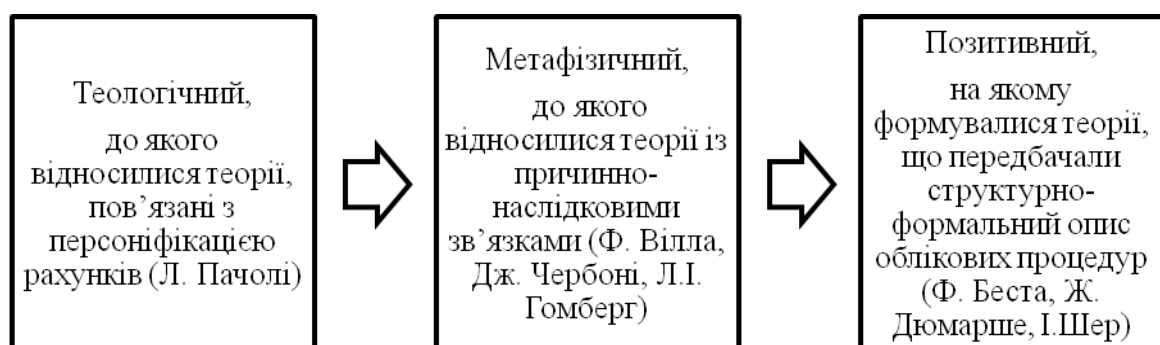 Теологічний,
до якого
відносилися теорії,
пов’язані з
персоніфікацією
рахунків (Л. Пачолі)
Метафізичний,
до якого
відносилися теорії із
причинно-
наслідковими
зв’язками (Ф. Вілла,
Дж. Чербоні, Л.І.
Гомберг)
Позитивний,
на якому
формувалися теорії,
що передбачали
структурно-
формальний опис
облікових процедур
(Ф. Беста, Ж.
Дюмарше, І.Шер)